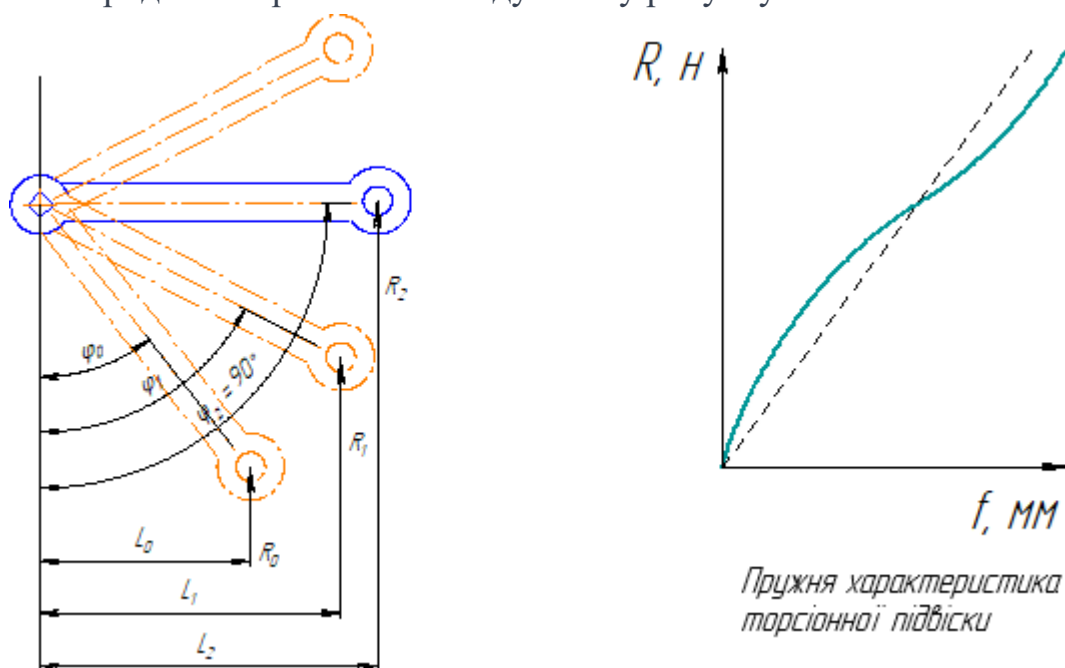 R, Н
φ₀
φ₁
φ₂ = 90°
R₂
R₁
R₀
L₀
L₁
L₂
f, мм
Пружня характеристика
торсіонної підвіски